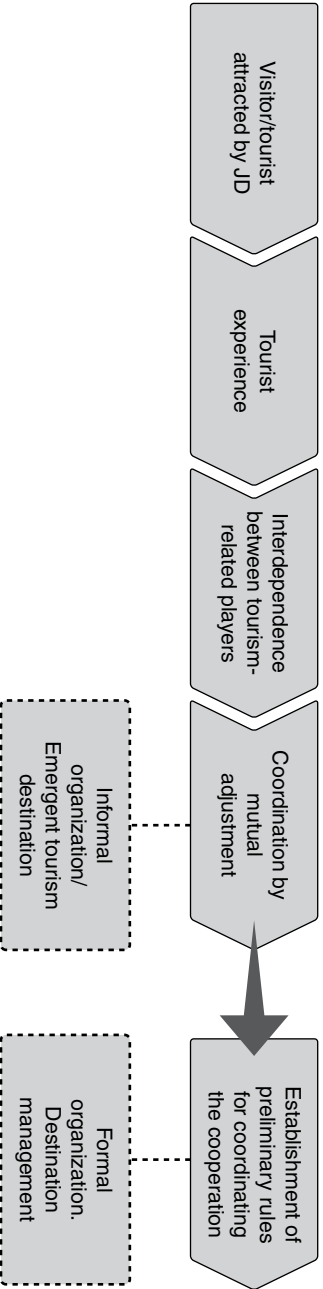 Visitor/tourist
attracted by JD
Tourist
experience
Interdependence
between tourism-
related players
Coordination by
mutual
adjustment
Establishment of
preliminary rules
for coordinating
the cooperation
Informal
organization/
Emergent tourism
destination
Formal
organization.
Destination
management